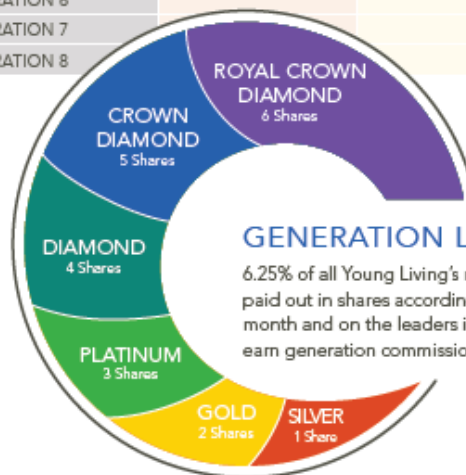 RATION 7
RATION 8
ROYAL CROWN
DIAMOND
6 Shares
CROWN
DIAMOND
5 Shares
DIAMOND
4 Shares
PLATINUM
3 Shares
GOLD
2 Shares
SILVER
1 Share
GENERATION L
6.25% of all Young Living's
paid out in shares accordin
month and on the leaders i
earn generation commissio